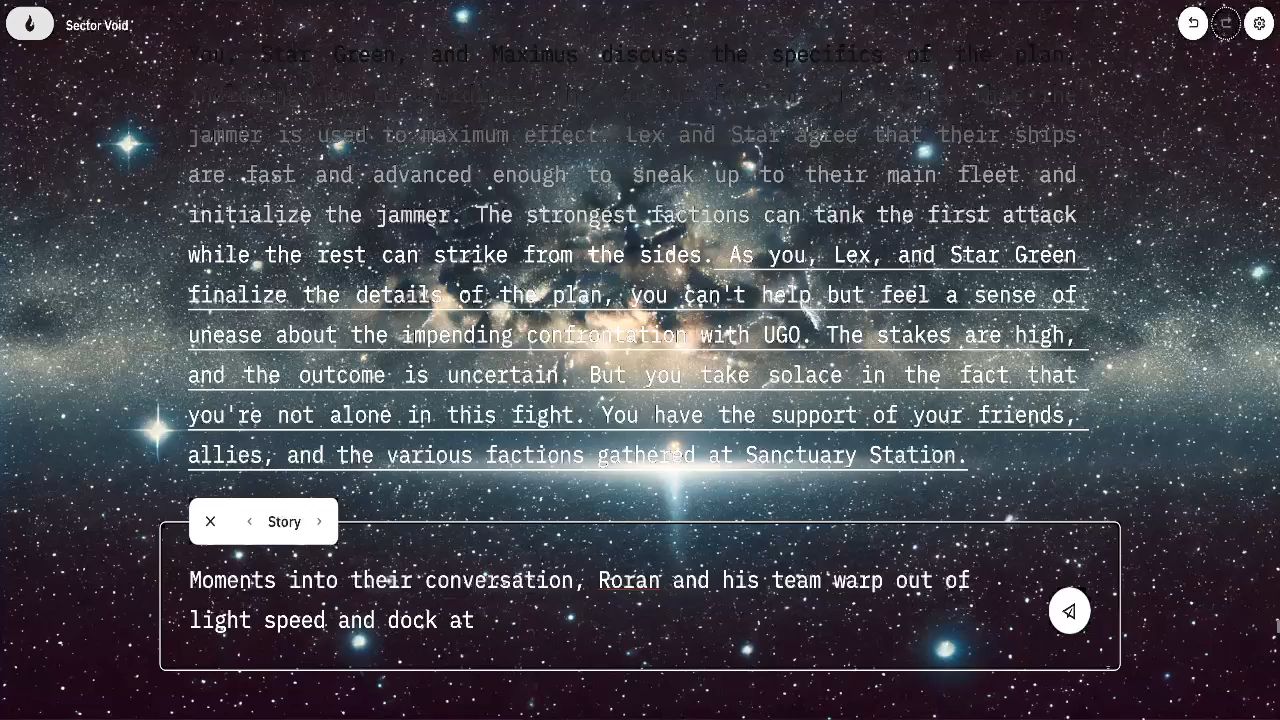 Sector Void
You, Star Green, and Maximus discuss the specifics of the plan,
jammer is used to maximum effect. Lex and Star agree that their ships
are fast and advanced enough to sneak up to their main fleet and
initialize the jammer. The strongest factions can tank the first attack
while the rest can strike from the sides. As you, Lex, and Star Green
finalize the details of the plan, you can't help but feel a sense of
unease about the impending confrontation with UGO. The stakes are high,
and the outcome is uncertain. But you take solace in the fact that
you're not alone in this fight. You have the support of your friends,
allies, and the various factions gathered at Sanctuary Station.
Story
Moments into their conversation, Roran and his team warp out of
light speed and dock at